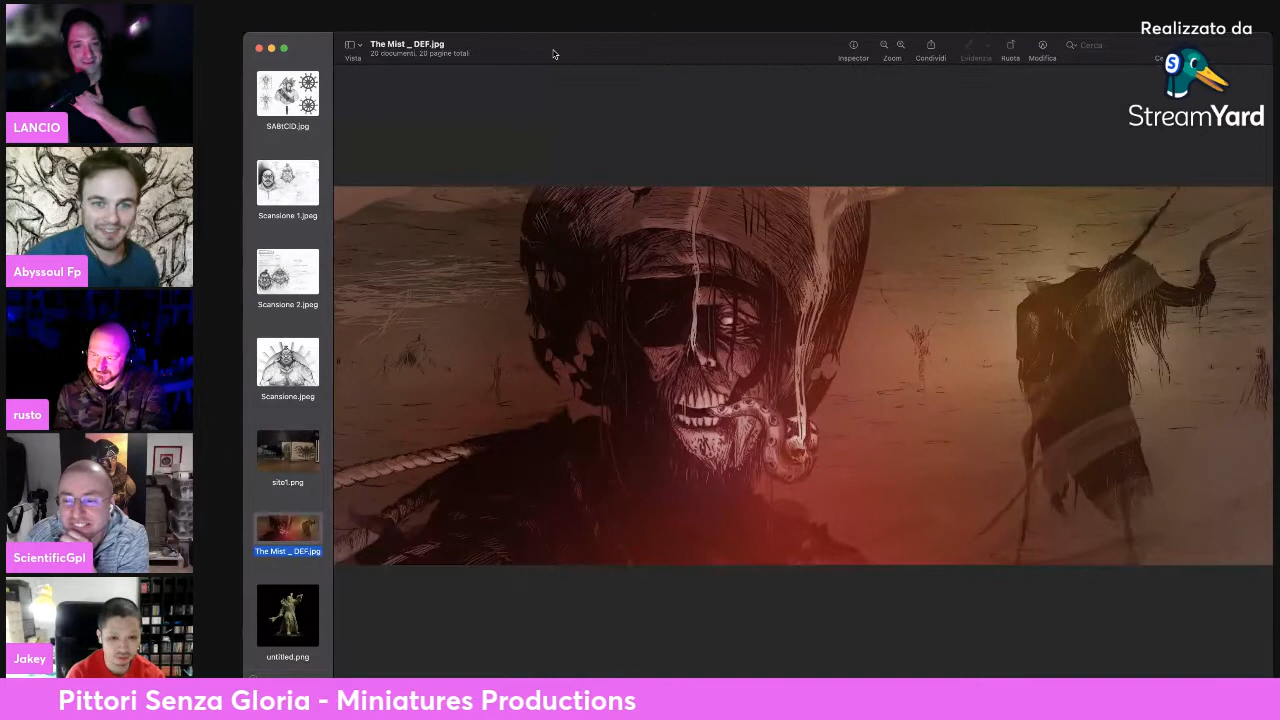 LANCIO
Abyssoul Fp
rusto
ScientificGpl
Jakey
The Mist _ DEF.jpg
20 documenti, 20 pagine totali
Vista
Inspector
Zoom
Condividi
Evidenzia
Ruota
Modifica
Cerca
SABtCID.jpg
Scansione 1.jpeg
Scansione 2.jpeg
Scansione.jpeg
sito1.png
The Mist _ DEF.jpg
untitled.png
Realizzato da
S
StreamYard
Pittori Senza Gloria - Miniatures Productions